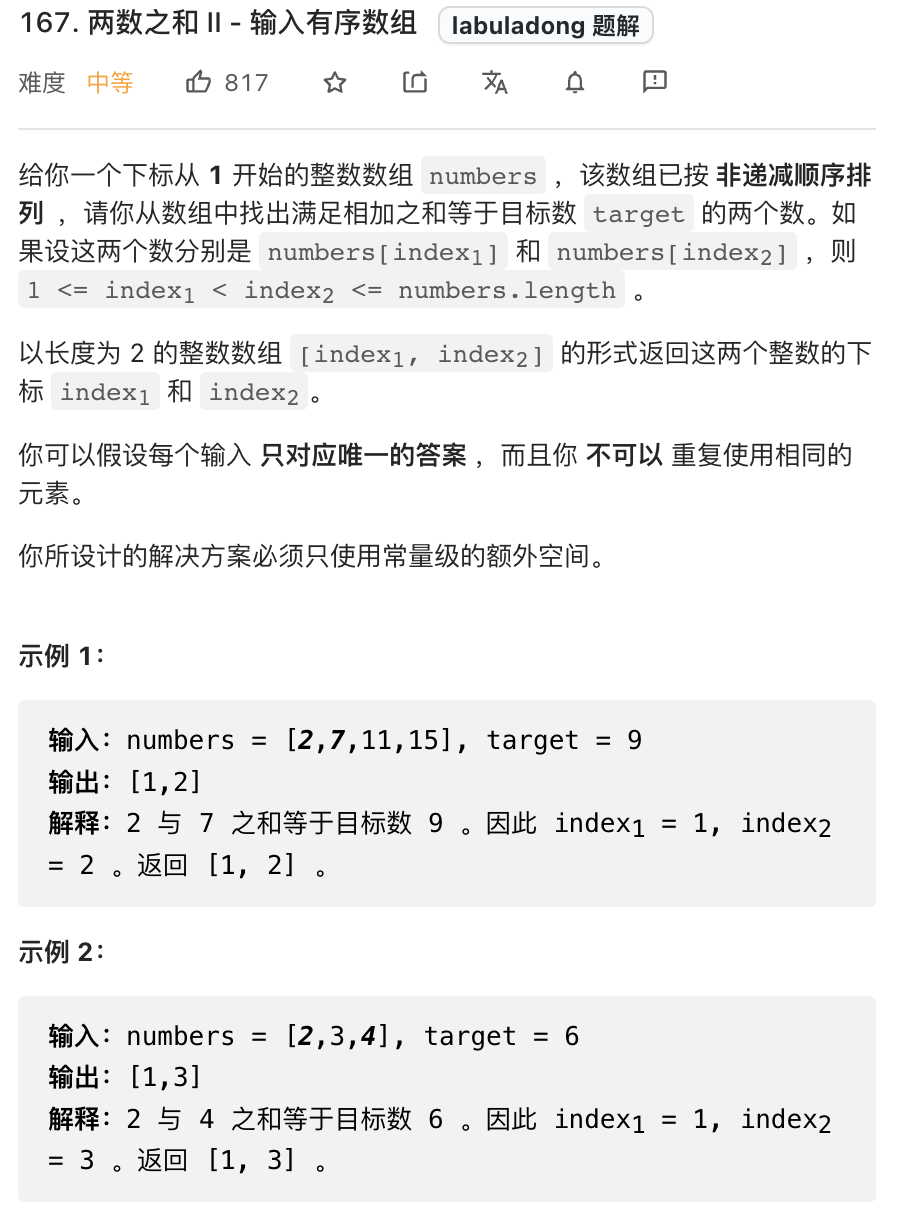 167. 两数之和 II - 输入有序数组 labuladong 题解
难度 中等 817
给你一个下标从 1 开始的整数数组 numbers ，该数组已按 非递减顺序排
列 ，请你从数组中找出满足相加之和等于目标数 target 的两个数。如
果设这两个数分别是 numbers[index₁] 和 numbers[index₂] ，则
1 <= index₁ < index₂ <= numbers.length 。
以长度为 2 的整数数组 [index₁, index₂] 的形式返回这两个整数的下
标 index₁ 和 index₂ 。
你可以假设每个输入 只对应唯一的答案 ，而且你 不可以 重复使用相同的
元素。
你所设计的解决方案必须只使用常量级的额外空间。
示例 1：
输入：numbers = [2,7,11,15], target = 9
输出：[1,2]
解释：2 与 7 之和等于目标数 9 。因此 index₁ = 1, index₂
= 2 。返回 [1, 2] 。
示例 2：
输入：numbers = [2,3,4], target = 6
输出：[1,3]
解释：2 与 4 之和等于目标数 6 。因此 index₁ = 1, index₂
= 3 。返回 [1, 3] 。